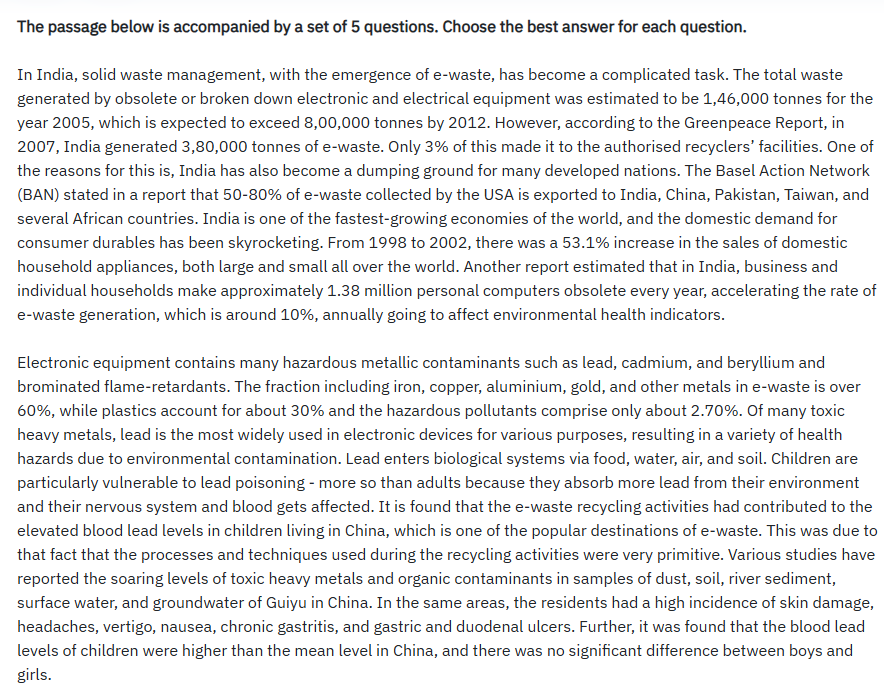 The passage below is accompanied by a set of 5 questions. Choose the best answer for each question.
In India, solid waste management, with the emergence of e-waste, has become a complicated task. The total waste
generated by obsolete or broken down electronic and electrical equipment was estimated to be 1,46,000 tonnes for the
year 2005, which is expected to exceed 8,00,000 tonnes by 2012. However, according to the Greenpeace Report, in
2007, India generated 3,80,000 tonnes of e-waste. Only 3% of this made it to the authorised recyclers’ facilities. One of
the reasons for this is, India has also become a dumping ground for many developed nations. The Basel Action Network
(BAN) stated in a report that 50-80% of e-waste collected by the USA is exported to India, China, Pakistan, Taiwan, and
several African countries. India is one of the fastest-growing economies of the world, and the domestic demand for
consumer durables has been skyrocketing. From 1998 to 2002, there was a 53.1% increase in the sales of domestic
household appliances, both large and small all over the world. Another report estimated that in India, business and
individual households make approximately 1.38 million personal computers obsolete every year, accelerating the rate of
e-waste generation, which is around 10%, annually going to affect environmental health indicators.
Electronic equipment contains many hazardous metallic contaminants such as lead, cadmium, and beryllium and
brominated flame-retardants. The fraction including iron, copper, aluminium, gold, and other metals in e-waste is over
60%, while plastics account for about 30% and the hazardous pollutants comprise only about 2.70%. Of many toxic
heavy metals, lead is the most widely used in electronic devices for various purposes, resulting in a variety of health
hazards due to environmental contamination. Lead enters biological systems via food, water, air, and soil. Children are
particularly vulnerable to lead poisoning - more so than adults because they absorb more lead from their environment
and their nervous system and blood gets affected. It is found that the e-waste recycling activities had contributed to the
elevated blood lead levels in children living in China, which is one of the popular destinations of e-waste. This was due to
that fact that the processes and techniques used during the recycling activities were very primitive. Various studies have
reported the soaring levels of toxic heavy metals and organic contaminants in samples of dust, soil, river sediment,
surface water, and groundwater of Guiyu in China. In the same areas, the residents had a high incidence of skin damage,
headaches, vertigo, nausea, chronic gastritis, and gastric and duodenal ulcers. Further, it was found that the blood lead
levels of children were higher than the mean level in China, and there was no significant difference between boys and
girls.